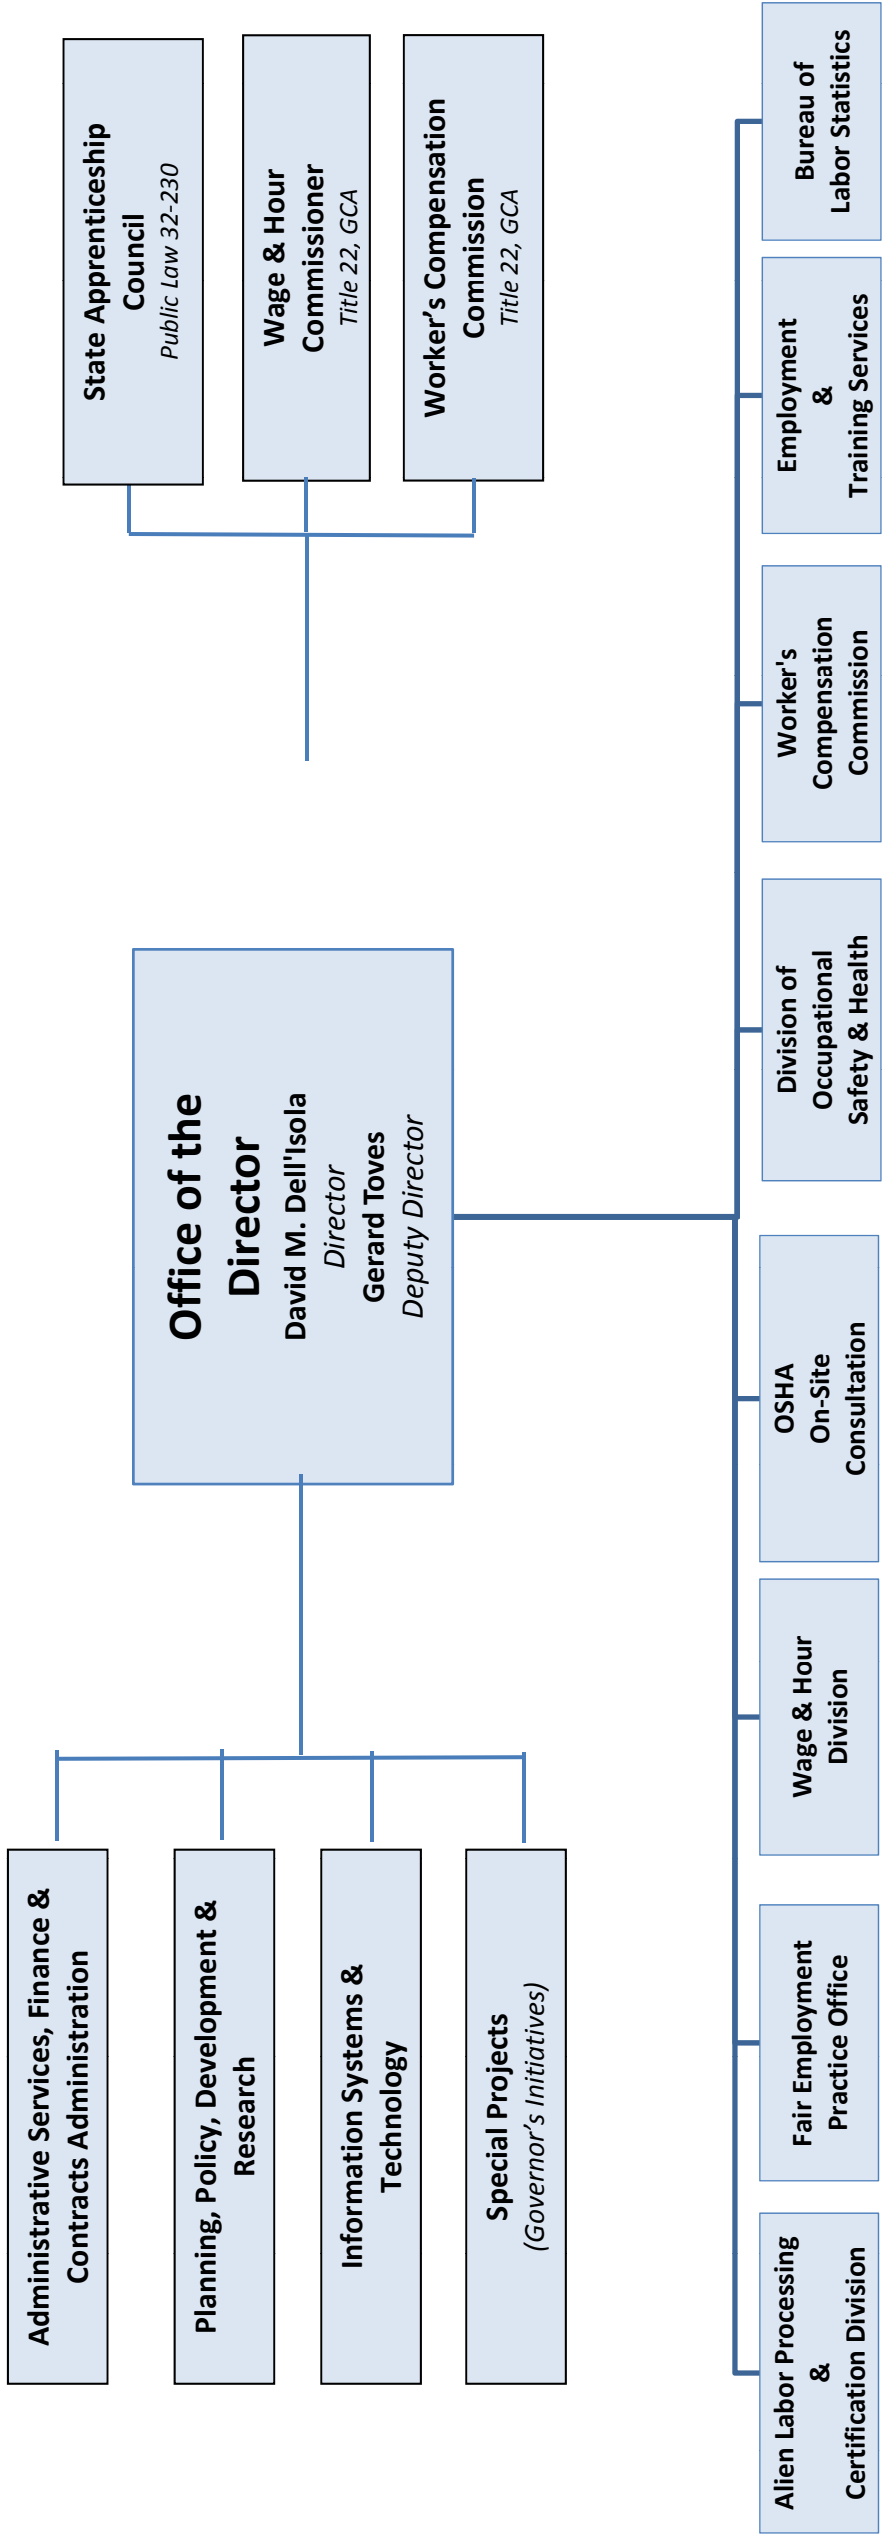 Administrative Services, Finance &
Contracts Administration
Planning, Policy, Development &
Research
Information Systems &
Technology
Special Projects
(Governor’s Initiatives)
Office of the
Director
David M. Dell'Isola
Director
Gerard Toves
Deputy Director
State Apprenticeship
Council
Public Law 32-230
Wage & Hour
Commissioner
Title 22, GCA
Worker’s Compensation
Commission
Title 22, GCA
Alien Labor Processing
&
Certification Division
Fair Employment
Practice Office
Wage & Hour
Division
OSHA
On-Site
Consultation
Division of
Occupational
Safety & Health
Worker's
Compensation
Commission
Employment
&
Training Services
Bureau of
Labor Statistics